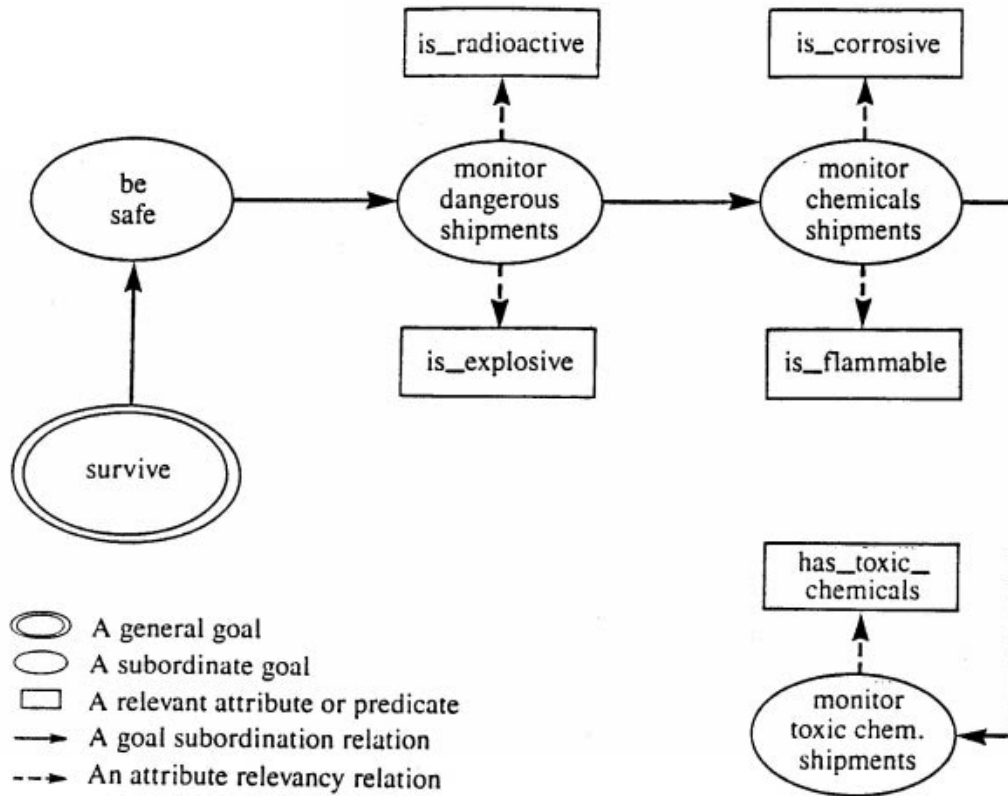 is_radioactive
is_corrosive
be
safe
monitor
dangerous
shipments
monitor
chemicals
shipments
is_explosive
is_flammable
survive
has_toxic_
chemicals
monitor
toxic chem.
shipments
A general goal
A subordinate goal
A relevant attribute or predicate
A goal subordination relation
An attribute relevancy relation